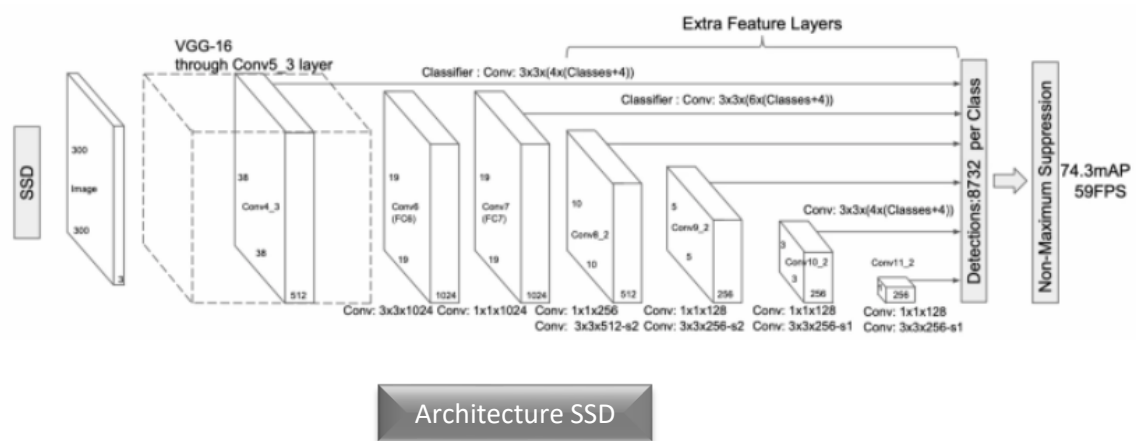 Extra Feature Layers
VGG-16
through Conv5_3 layer
Classifier : Conv: 3x3x(4x(Classes+4))
Classifier : Conv: 3x3x(6x(Classes+4))
SSD
300
Image
300
3
38
Conv4_3
38
512
19
Conv6
(FC6)
19
1024
19
Conv7
(FC7)
19
1024
10
Conv8_2
10
512
5
Conv9_2
5
256
Conv: 3x3x(4x(Classes+4))
3
Conv10_2
3
256
Conv11_2
256
Detections:8732 per Class
Non-Maximum Suppression
74.3mAP
59FPS
Conv: 3x3x1024
Conv: 1x1x1024
Conv: 1x1x256
Conv: 3x3x512-s2
Conv: 1x1x128
Conv: 3x3x256-s2
Conv: 1x1x128
Conv: 3x3x256-s1
Conv: 1x1x128
Conv: 3x3x256-s1
Architecture SSD